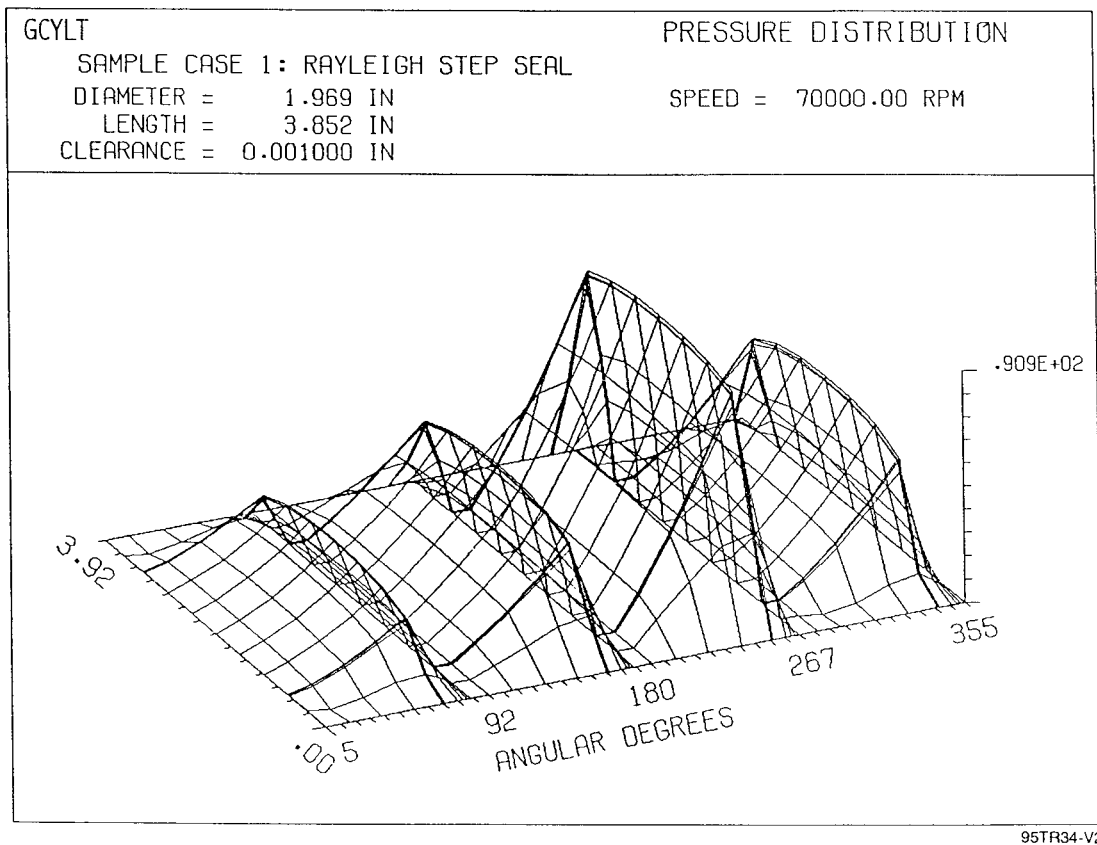 GCYLT
PRESSURE DISTRIBUTION
SAMPLE CASE 1: RAYLEIGH STEP SEAL
DIAMETER = 1.969 IN
SPEED = 70000.00 RPM
LENGTH = 3.852 IN
CLEARANCE = 0.001000 IN
.909E+02
3.92
.00
5
92
180
267
355
ANGULAR DEGREES
95TR34-V2